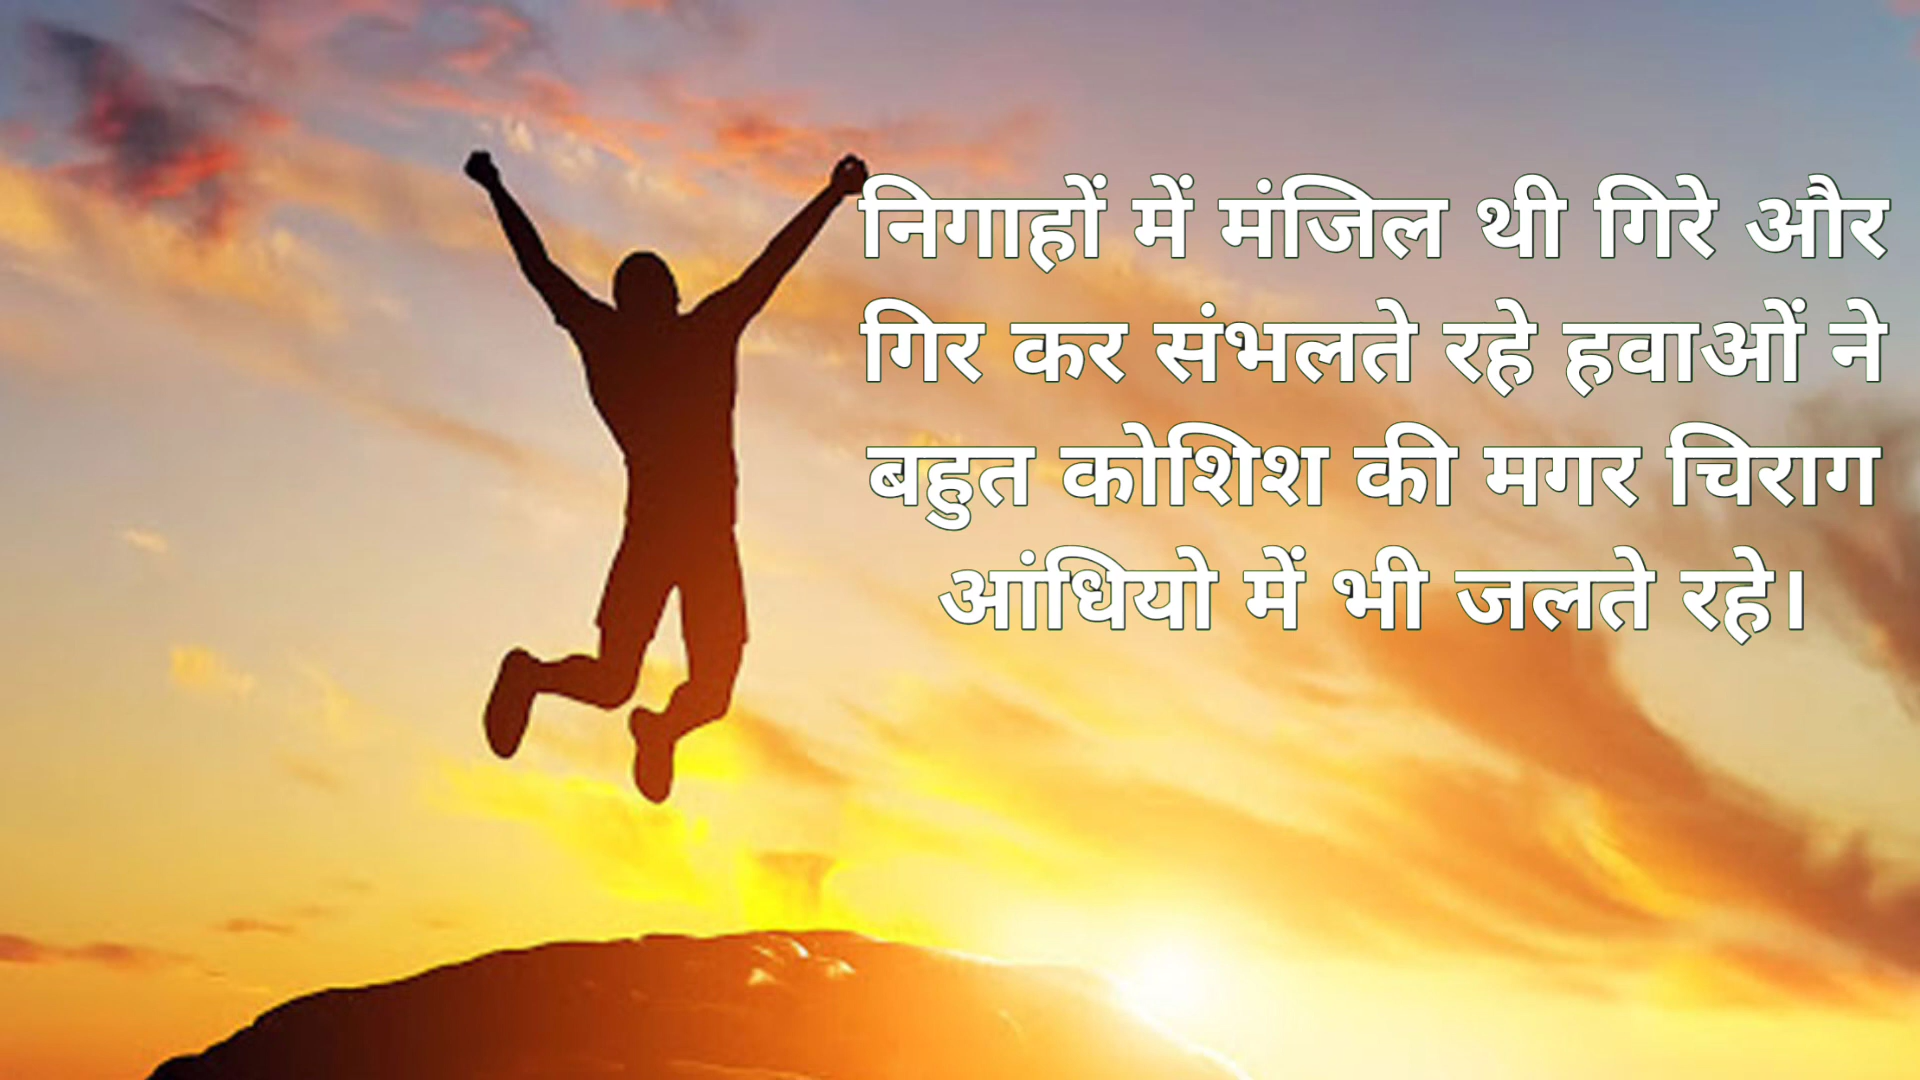 निगाहों में मंजिल थी गिरे और
गिर कर संभलते रहे हवाओं ने
बहुत कोशिश की मगर चिराग
आंधियो में भी जलते रहे।